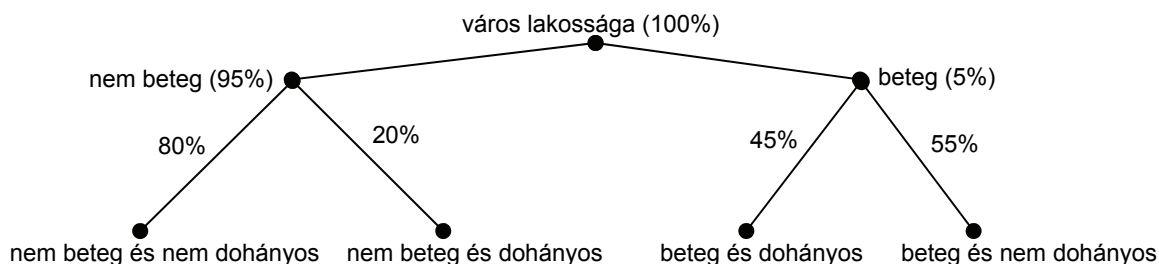 város lakossága (100%)
nem beteg (95%)
beteg (5%)
80%
20%
45%
55%
nem beteg és nem dohányos
nem beteg és dohányos
beteg és dohányos
beteg és nem dohányos